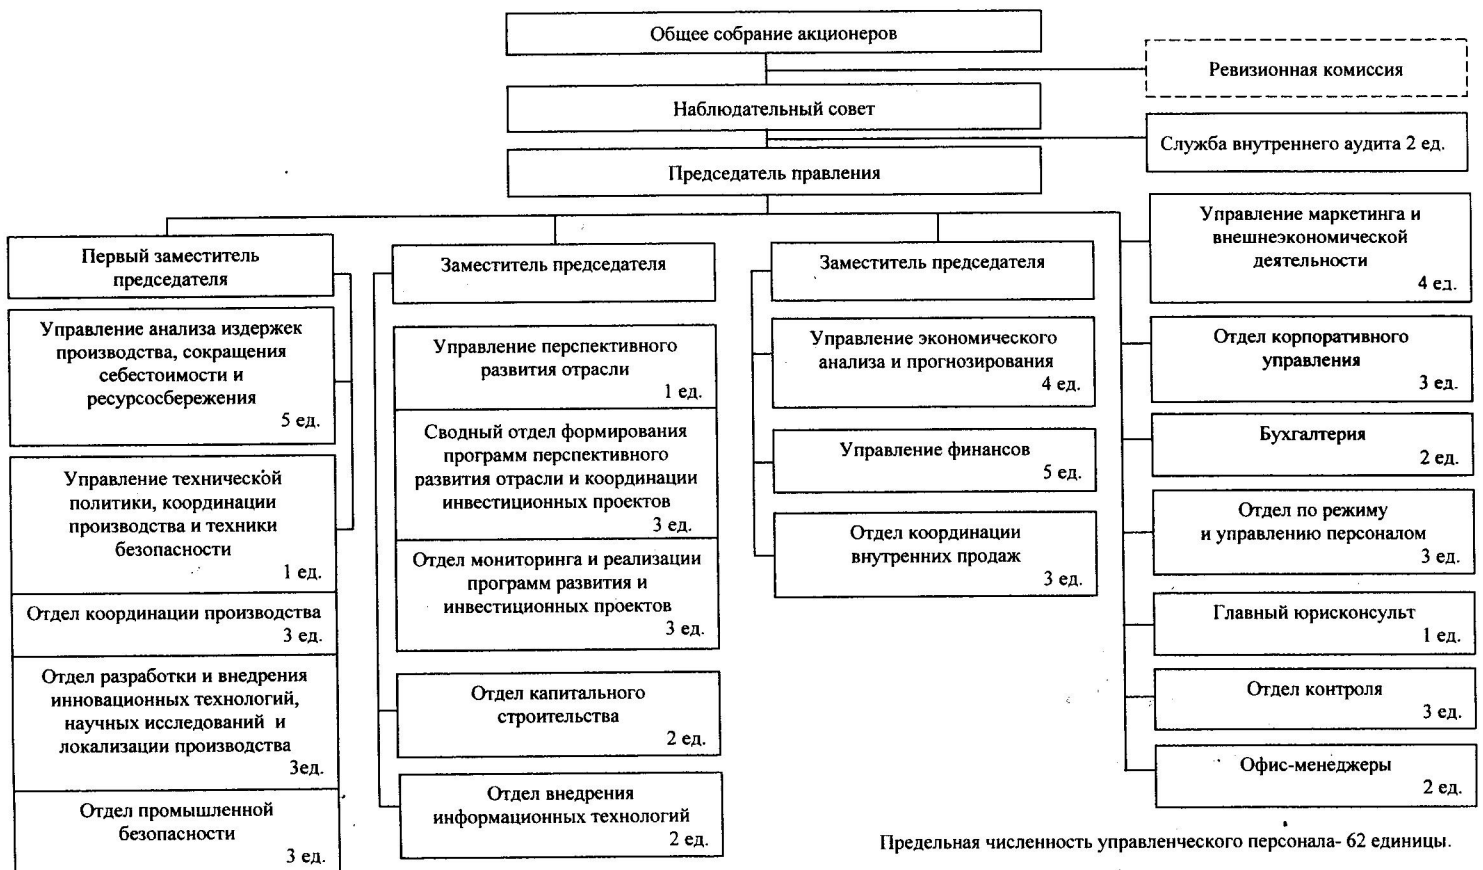 Общее собрание акционеров
Ревизионная комиссия
Наблюдательный совет
Служба внутреннего аудита 2 ед.
Председатель правления
Первый заместитель
председателя
Управление анализа издержек
производства, сокращения
себестоимости и
ресурсосбережения
5 ед.
Управление технической
политики, координации
производства и техники
безопасности
1 ед.
Отдел координации производства
3 ед.
Отдел разработки и внедрения
инновационных технологий,
научных исследований и
локализации производства
3ед.
Отдел промышленной
безопасности
3 ед.
Заместитель председателя
Управление перспективного
развития отрасли
1 ед.
Сводный отдел формирования
программ перспективного
развития отрасли и координации
инвестиционных проектов
3 ед.
Отдел мониторинга и реализации
программ развития и
инвестиционных проектов
3 ед.
Отдел капитального
строительства
2 ед.
Отдел внедрения
информационных технологий
2 ед.
Заместитель председателя
Управление экономического
анализа и прогнозирования
4 ед.
Управление финансов
5 ед.
Отдел координации
внутренних продаж
3 ед.
Управление маркетинга и
внешнеэкономической
деятельности
4 ед.
Отдел корпоративного
управления
3 ед.
Бухгалтерия
2 ед.
Отдел по режиму
и управлению персоналом
3 ед.
Главный юрисконсульт
1 ед.
Отдел контроля
3 ед.
Офис-менеджеры
2 ед.
Предельная численность управленческого персонала- 62 единицы.